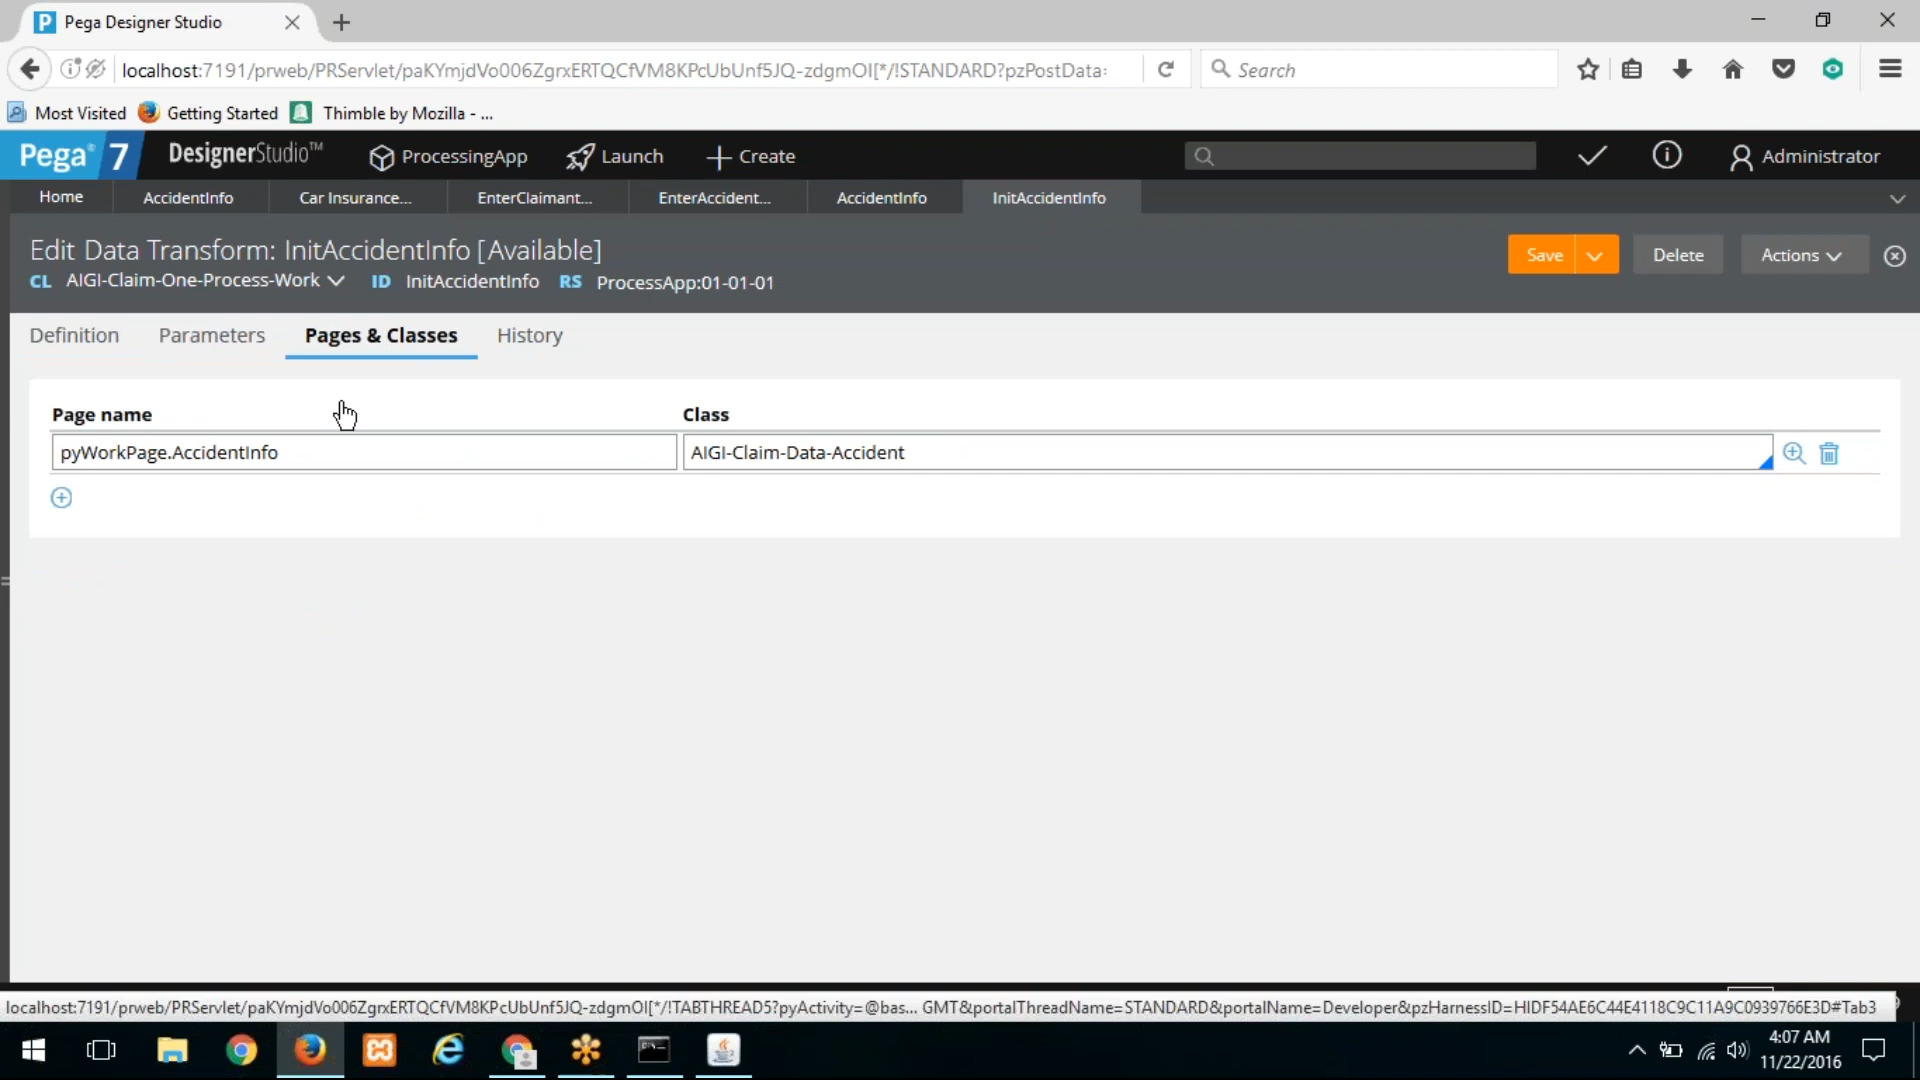 Pega Designer Studio
localhost:7191/prweb/PRServlet/paKYmjdVo006ZgrxERTQCfVM8KPcUbUnf5JQ-zdgmOI[*/!STANDARD?pzPostData:
Search
Most Visited
Getting Started
Thimble by Mozilla - ...
Pega 7
DesignerStudio™
ProcessingApp
Launch
Create
Administrator
Home
AccidentInfo
Car Insurance...
EnterClaimant...
EnterAccident...
AccidentInfo
InitAccidentInfo
Edit Data Transform: InitAccidentInfo [Available]
Save
Delete
Actions
CL AIGI-Claim-One-Process-Work ID InitAccidentInfo RS ProcessApp:01-01-01
Definition
Parameters
Pages & Classes
History
Page name
Class
pyWorkPage.AccidentInfo
AIGI-Claim-Data-Accident
localhost:7191/prweb/PRServlet/paKYmjdVo006ZgrxERTQCfVM8KPcUbUnf5JQ-zdgmOI[*/!TABTHREAD5?pyActivity=@bas... GMT&portalThreadName=STANDARD&portalName=Developer&pzHarnessID=HIDF54AE6C44E4118C9C11A9C0939766E3D#Tab3
4:07 AM
11/22/2016